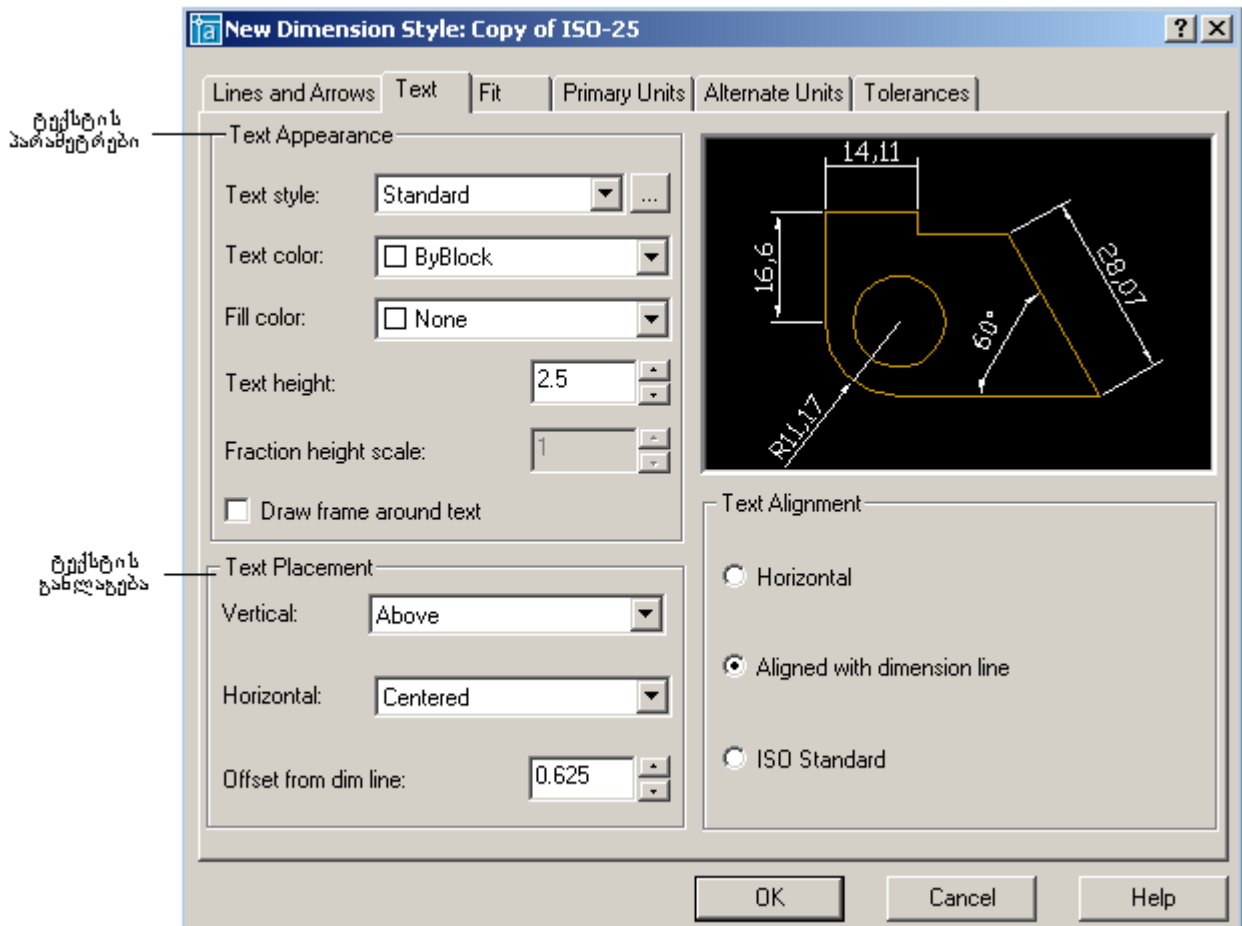 New Dimension Style: Copy of ISO-25
Lines and Arrows Text Fit Primary Units Alternate Units Tolerances
ტექსტის
პარამეტრები
Text Appearance
Text style: Standard ...
Text color: ByBlock
Fill color: None
Text height: 2.5
Fraction height scale: 1
Draw frame around text
ტექსტის
განლაგება
Text Placement
Vertical: Above
Horizontal: Centered
Offset from dim line: 0.625
14,11
16,6
28,07
60°
R11,17
Text Alignment
Horizontal
Aligned with dimension line
ISO Standard
OK Cancel Help